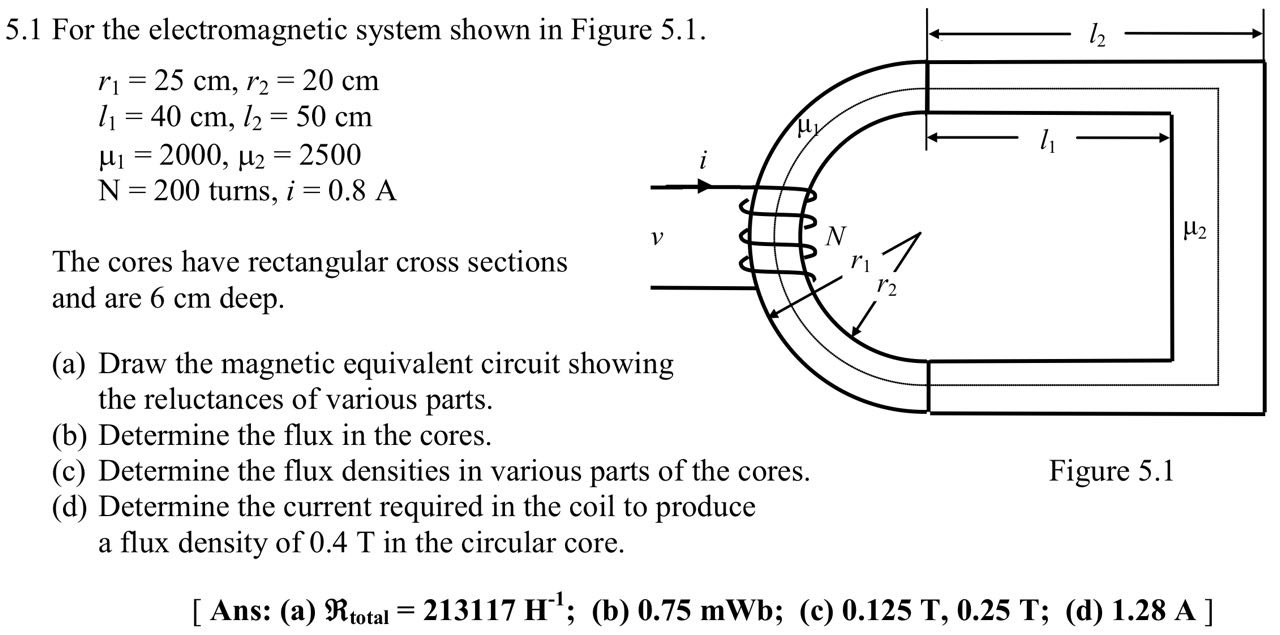 5.1 For the electromagnetic system shown in Figure 5.1.
r₁ = 25 cm, r₂ = 20 cm
l₁ = 40 cm, l₂ = 50 cm
μ₁ = 2000, μ₂ = 2500
N = 200 turns, i = 0.8 A
The cores have rectangular cross sections
and are 6 cm deep.
(a) Draw the magnetic equivalent circuit showing
the reluctances of various parts.
(b) Determine the flux in the cores.
(c) Determine the flux densities in various parts of the cores.
(d) Determine the current required in the coil to produce
a flux density of 0.4 T in the circular core.
l₂
μ₁
l₁
i
v
N
r₁
r₂
μ₂
Figure 5.1
[ Ans: (a) ℜtotal = 213117 H⁻¹; (b) 0.75 mWb; (c) 0.125 T, 0.25 T; (d) 1.28 A ]